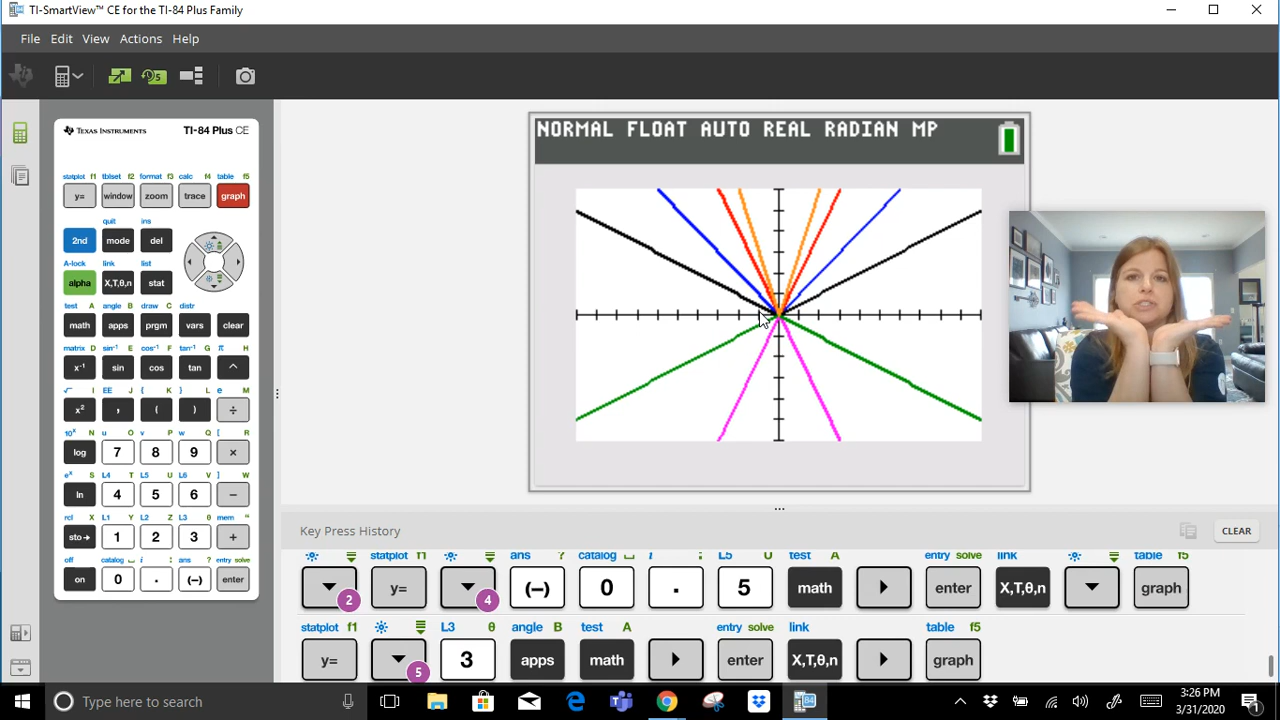 TI-SmartView™ CE for the TI-84 Plus Family
File Edit View Actions Help
5
NORMAL FLOAT AUTO REAL RADIAN MP
TEXAS INSTRUMENTS TI-84 Plus CE
statplot f1 tblset f2 format f3 calc f4 table f5
y= window zoom trace graph
quit ins
2nd mode del
A-lock link list
alpha X,T,θ,n stat
test A angle B draw C distr
math apps prgm vars clear
matrix D sin⁻¹ E cos⁻¹ F tan⁻¹ G π H
x⁻¹ sin cos tan ^
√ I EE J { K } L e M
x² , ( ) ÷
10ˣ N u O v P w Q [ R
log 7 8 9 ×
eˣ S L4 T L5 U L6 V ] W
ln 4 5 6 −
rcl X L1 Y L2 Z L3 θ mem "
sto→ 1 2 3 +
off catalog ⎵ i : ans ? entry solve
on 0 . (−) enter
Key Press History
CLEAR
statplot f1 ans ? catalog ⎵ i : L5 U test A entry solve link table f5
2 y= 4 (−) 0 . 5 math enter X,T,θ,n graph
statplot f1 L3 θ angle B test A entry solve link table f5
y= 5 3 apps math enter X,T,θ,n graph
Type here to search
3:26 PM
3/31/2020
1